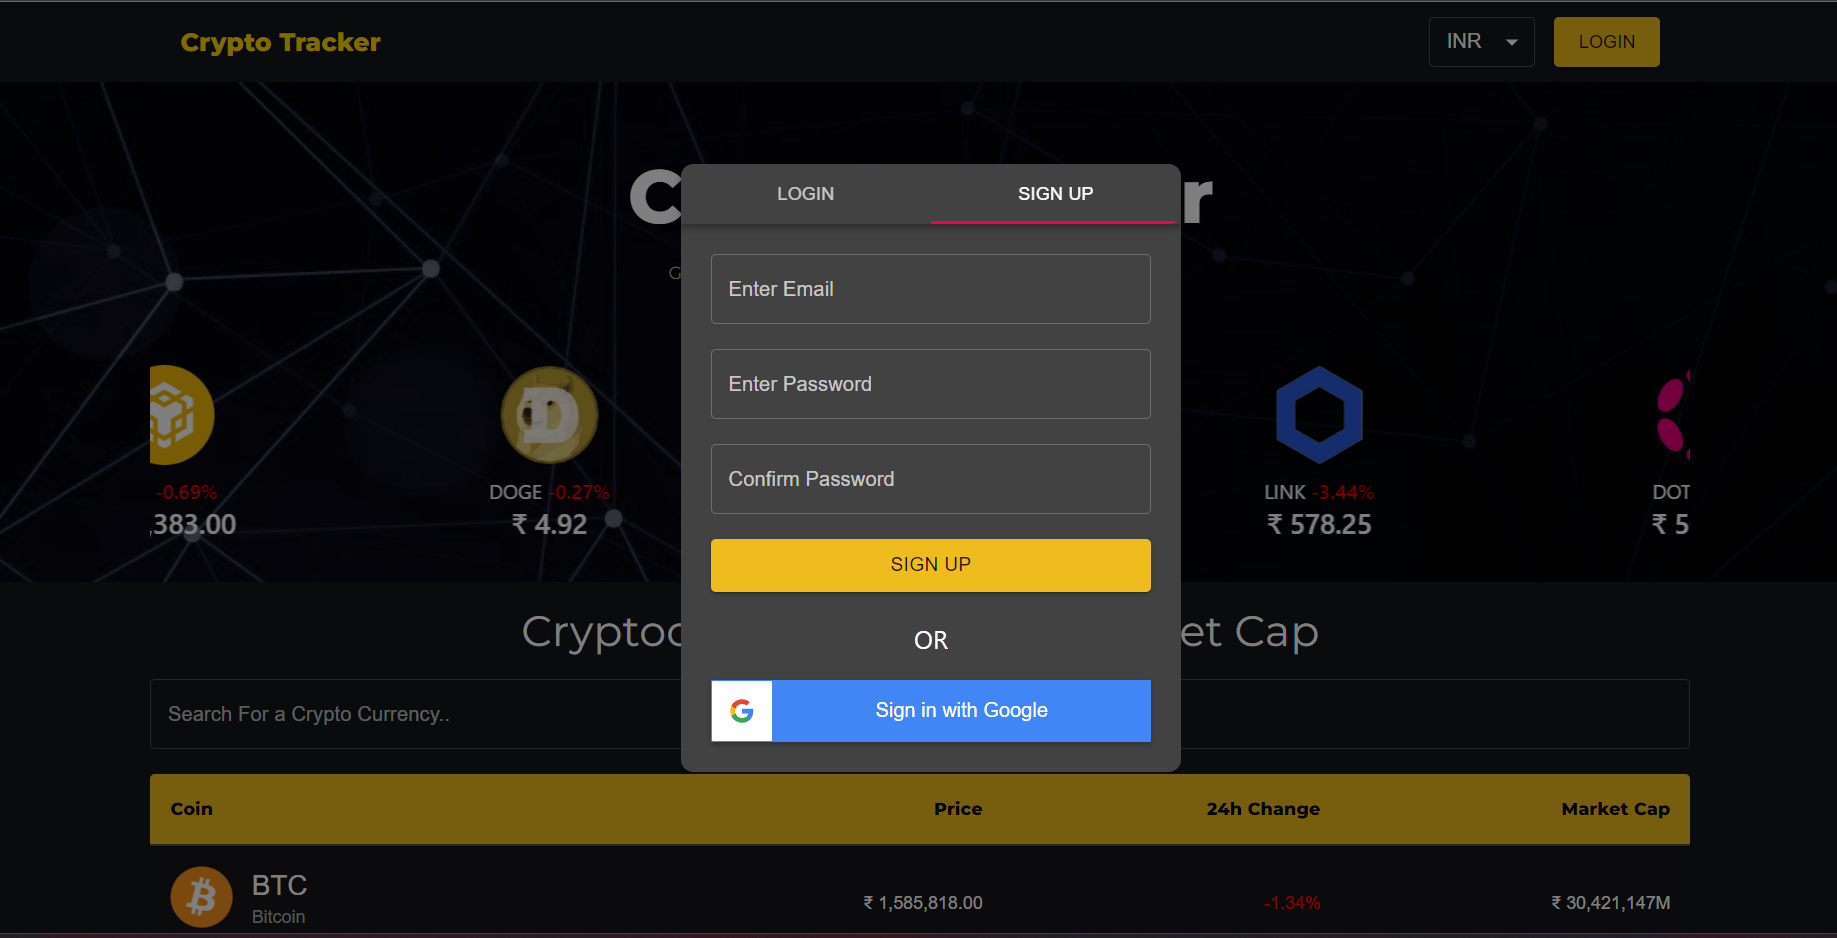 Crypto Tracker
INR
LOGIN
LOGIN
SIGN UP
C
r
G
Enter Email
Enter Password
Confirm Password
SIGN UP
OR
Sign in with Google
-0.69%
,383.00
DOGE -0.27%
₹ 4.92
LINK -3.44%
₹ 578.25
DOT
₹ 5
Cryptoc
et Cap
Search For a Crypto Currency..
Coin Price 24h Change Market Cap
BTC
Bitcoin
₹ 1,585,818.00 -1.34% ₹ 30,421,147M